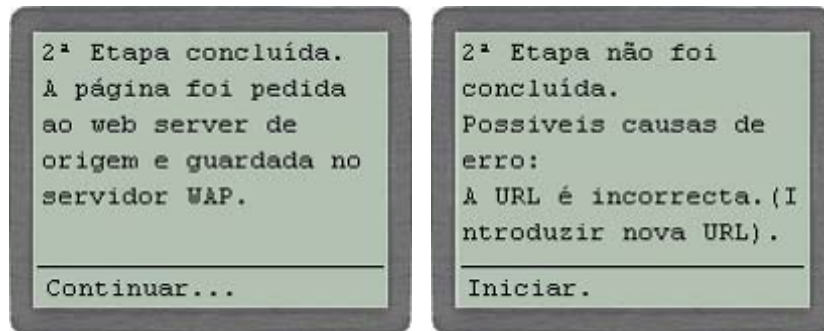 2ª Etapa concluída.
A página foi pedida
ao web server de
origem e guardada no
servidor WAP.
Continuar...
2ª Etapa não foi
concluída.
Possiveis causas de
erro:
A URL é incorrecta.(I
ntroduzir nova URL).
Iniciar.